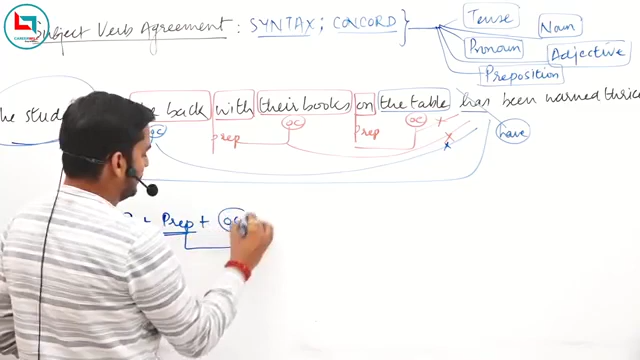 Subject Verb Agreement : SYNTAX ; CONCORD
Tense
Noun
Pronoun
Adjective
Preposition
The stud back with their books on the table has been warned thrice
OC OC OC
prep Prep
have
+ Prep + OC